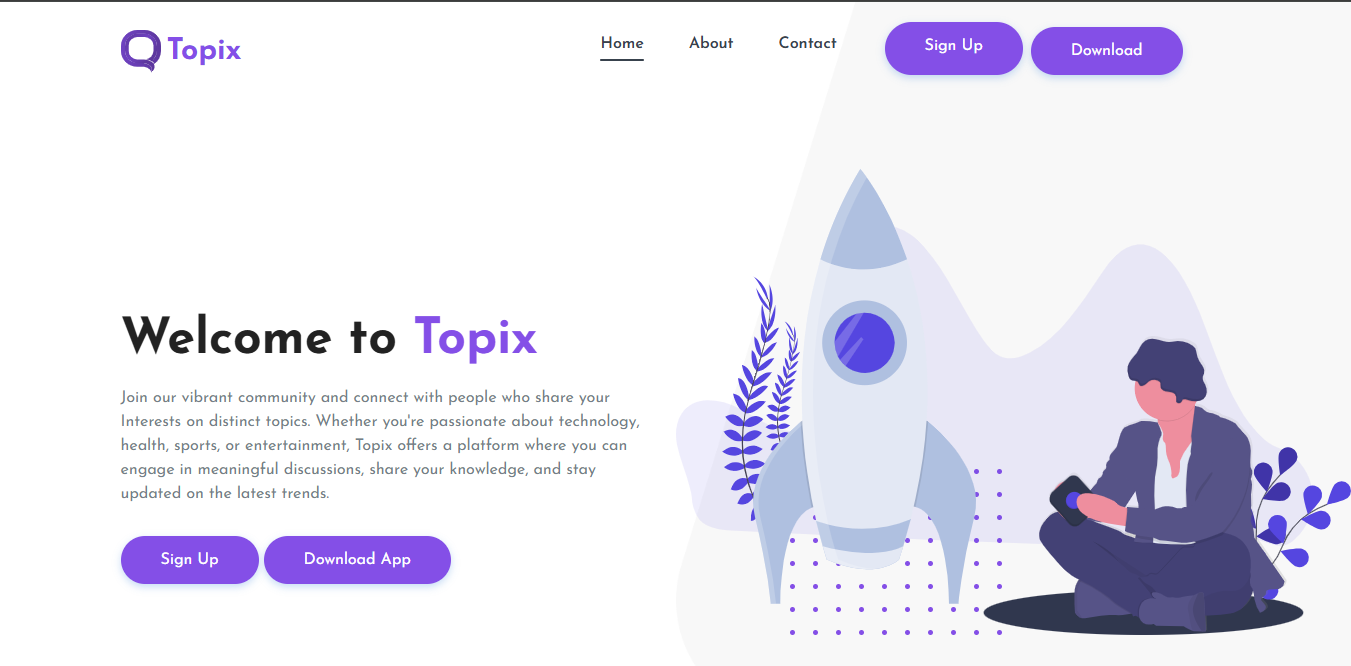 Topix
Home About Contact Sign Up Download
Welcome to Topix
Join our vibrant community and connect with people who share your
Interests on distinct topics. Whether you're passionate about technology,
health, sports, or entertainment, Topix offers a platform where you can
engage in meaningful discussions, share your knowledge, and stay
updated on the latest trends.
Sign Up Download App